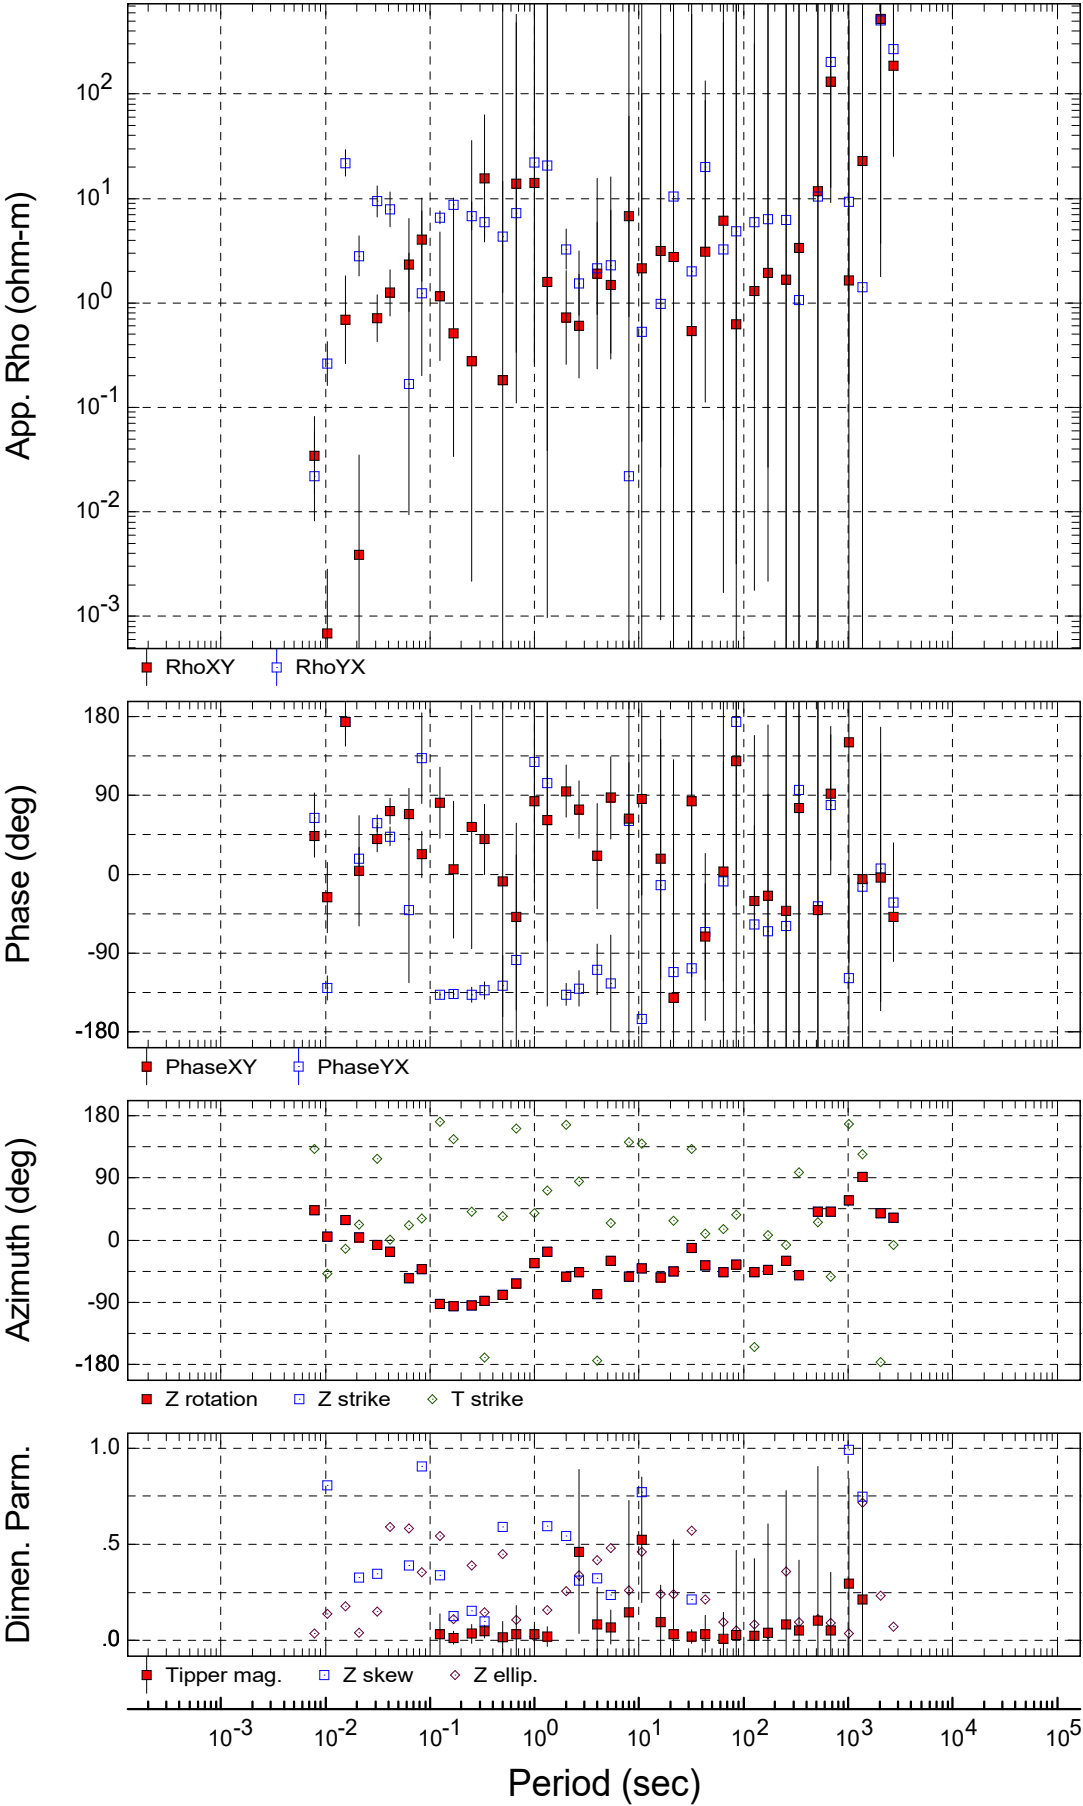 App. Rho (ohm-m)
10^2
10^1
10^0
10^-1
10^-2
10^-3
RhoXY RhoYX
Phase (deg)
180
90
0
-90
-180
PhaseXY PhaseYX
Azimuth (deg)
180
90
0
-90
-180
Z rotation Z strike T strike
Dimen. Parm.
1.0
.5
.0
Tipper mag. Z skew Z ellip.
10^-3 10^-2 10^-1 10^0 10^1 10^2 10^3 10^4 10^5
Period (sec)